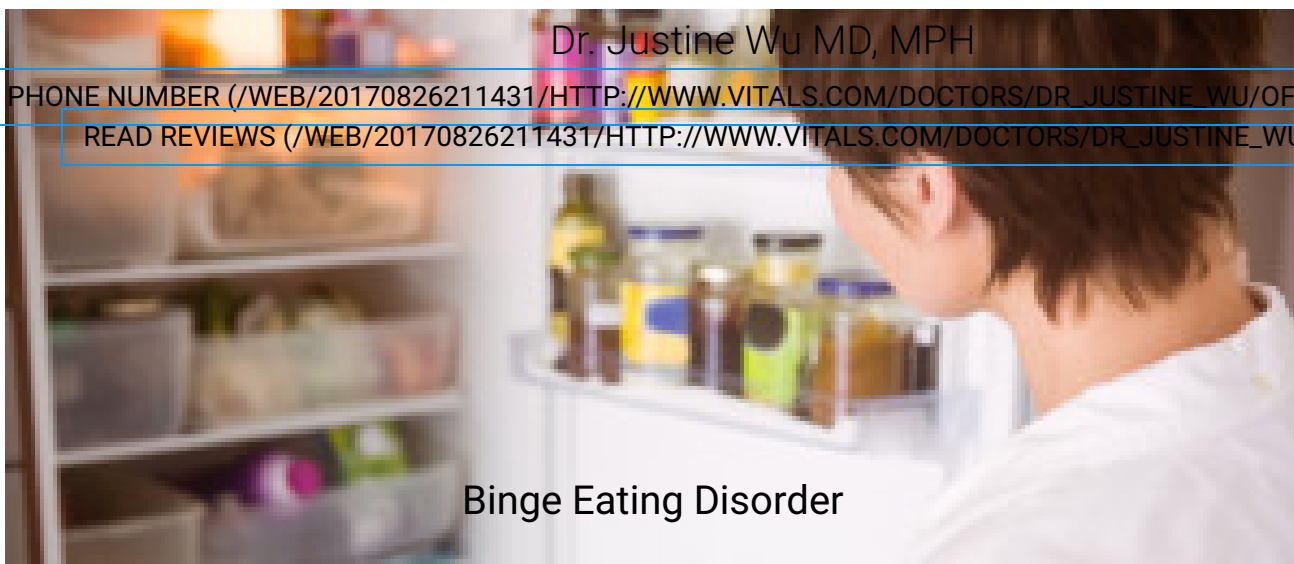 Dr. Justine Wu MD, MPH
PHONE NUMBER (/WEB/20170826211431/HTTP://WWW.VITALS.COM/DOCTORS/DR_JUSTINE_WU/OF
READ REVIEWS (/WEB/20170826211431/HTTP://WWW.VITALS.COM/DOCTORS/DR_JUSTINE_WU
Binge Eating Disorder